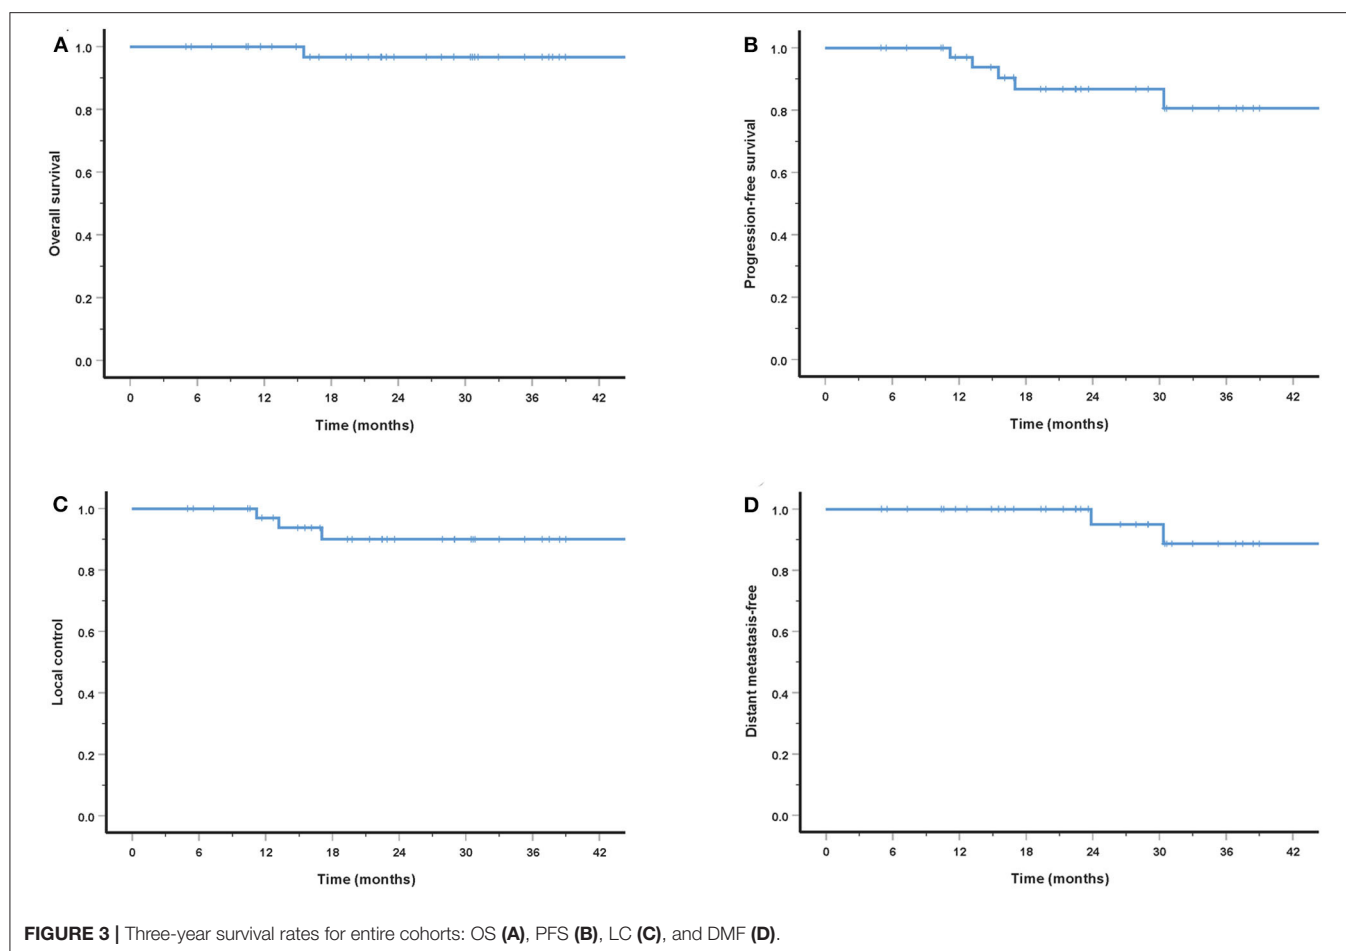 A
1.0
0.8
0.6
0.4
0.2
0.0
Overall survival
0 6 12 18 24 30 36 42
Time (months)
B
1.0
0.8
0.6
0.4
0.2
0.0
Progression-free survival
0 6 12 18 24 30 36 42
Time (months)
C
1.0
0.8
0.6
0.4
0.2
0.0
Local control
0 6 12 18 24 30 36 42
Time (months)
D
1.0
0.8
0.6
0.4
0.2
0.0
Distant metastasis-free
0 6 12 18 24 30 36 42
Time (months)
FIGURE 3 | Three-year survival rates for entire cohorts: OS (A), PFS (B), LC (C), and DMF (D).